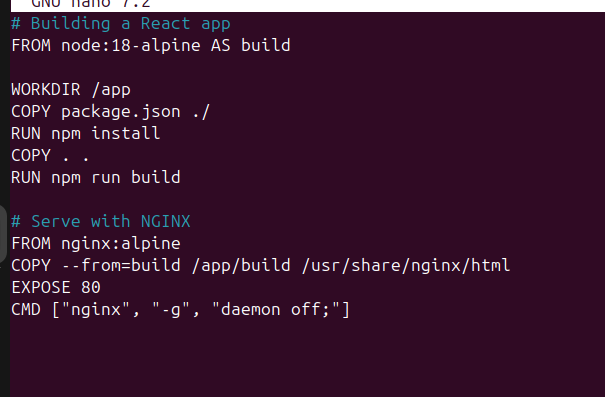 GNU nano 7.2
# Building a React app
FROM node:18-alpine AS build
WORKDIR /app
COPY package.json ./
RUN npm install
COPY . .
RUN npm run build
# Serve with NGINX
FROM nginx:alpine
COPY --from=build /app/build /usr/share/nginx/html
EXPOSE 80
CMD ["nginx", "-g", "daemon off;"]